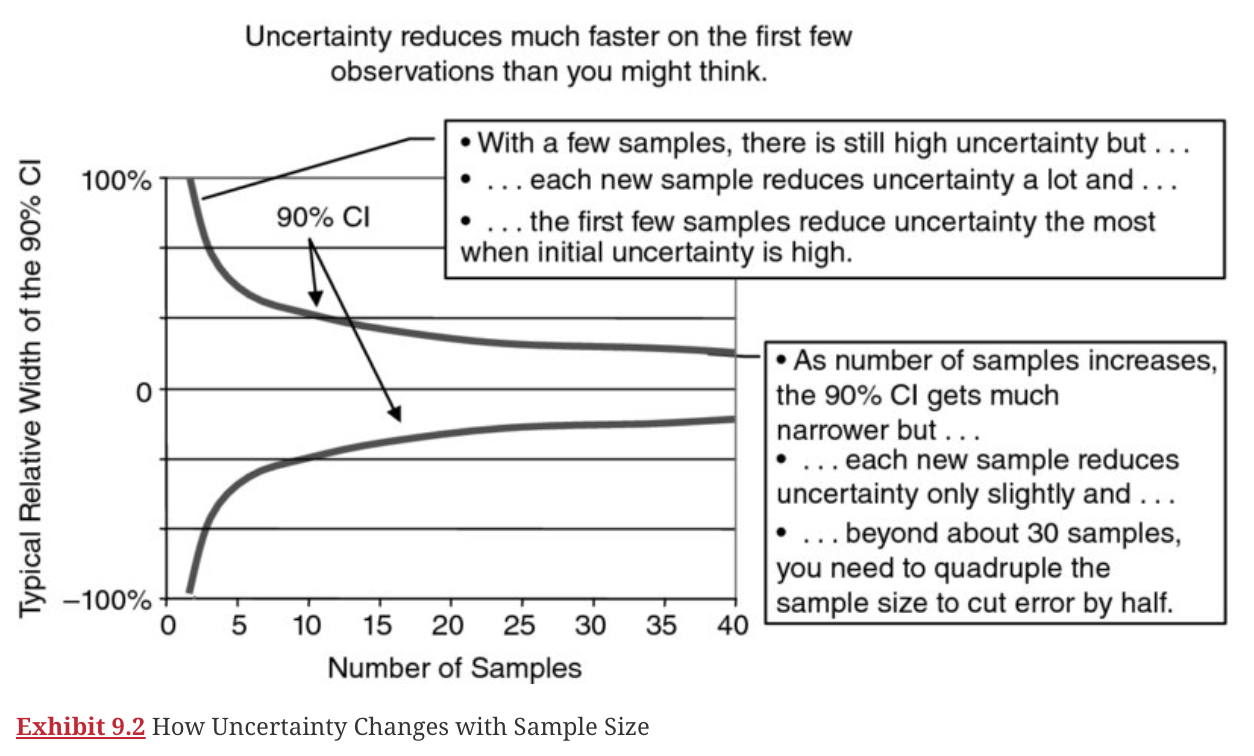 Uncertainty reduces much faster on the first few
observations than you might think.
• With a few samples, there is still high uncertainty but . . .
• . . . each new sample reduces uncertainty a lot and . . .
• . . . the first few samples reduce uncertainty the most
when initial uncertainty is high.
Typical Relative Width of the 90% CI
100%
0
–100%
90% CI
• As number of samples increases,
the 90% CI gets much
narrower but . . .
• . . . each new sample reduces
uncertainty only slightly and . . .
• . . . beyond about 30 samples,
you need to quadruple the
sample size to cut error by half.
0 5 10 15 20 25 30 35 40
Number of Samples
Exhibit 9.2 How Uncertainty Changes with Sample Size